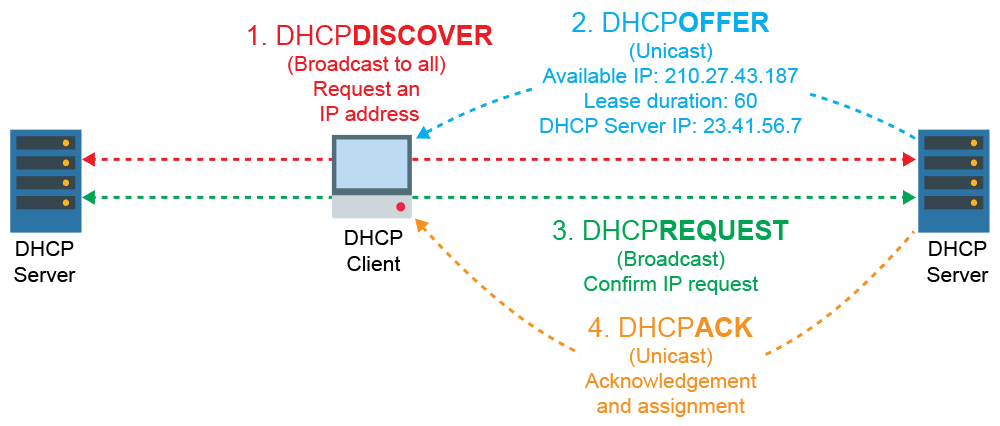 1. DHCPDISCOVER
(Broadcast to all)
Request an
IP address
2. DHCPOFFER
(Unicast)
Available IP: 210.27.43.187
Lease duration: 60
DHCP Server IP: 23.41.56.7
DHCP
Server
DHCP
Client
DHCP
Server
3. DHCPREQUEST
(Broadcast)
Confirm IP request
4. DHCPACK
(Unicast)
Acknowledgement
and assignment